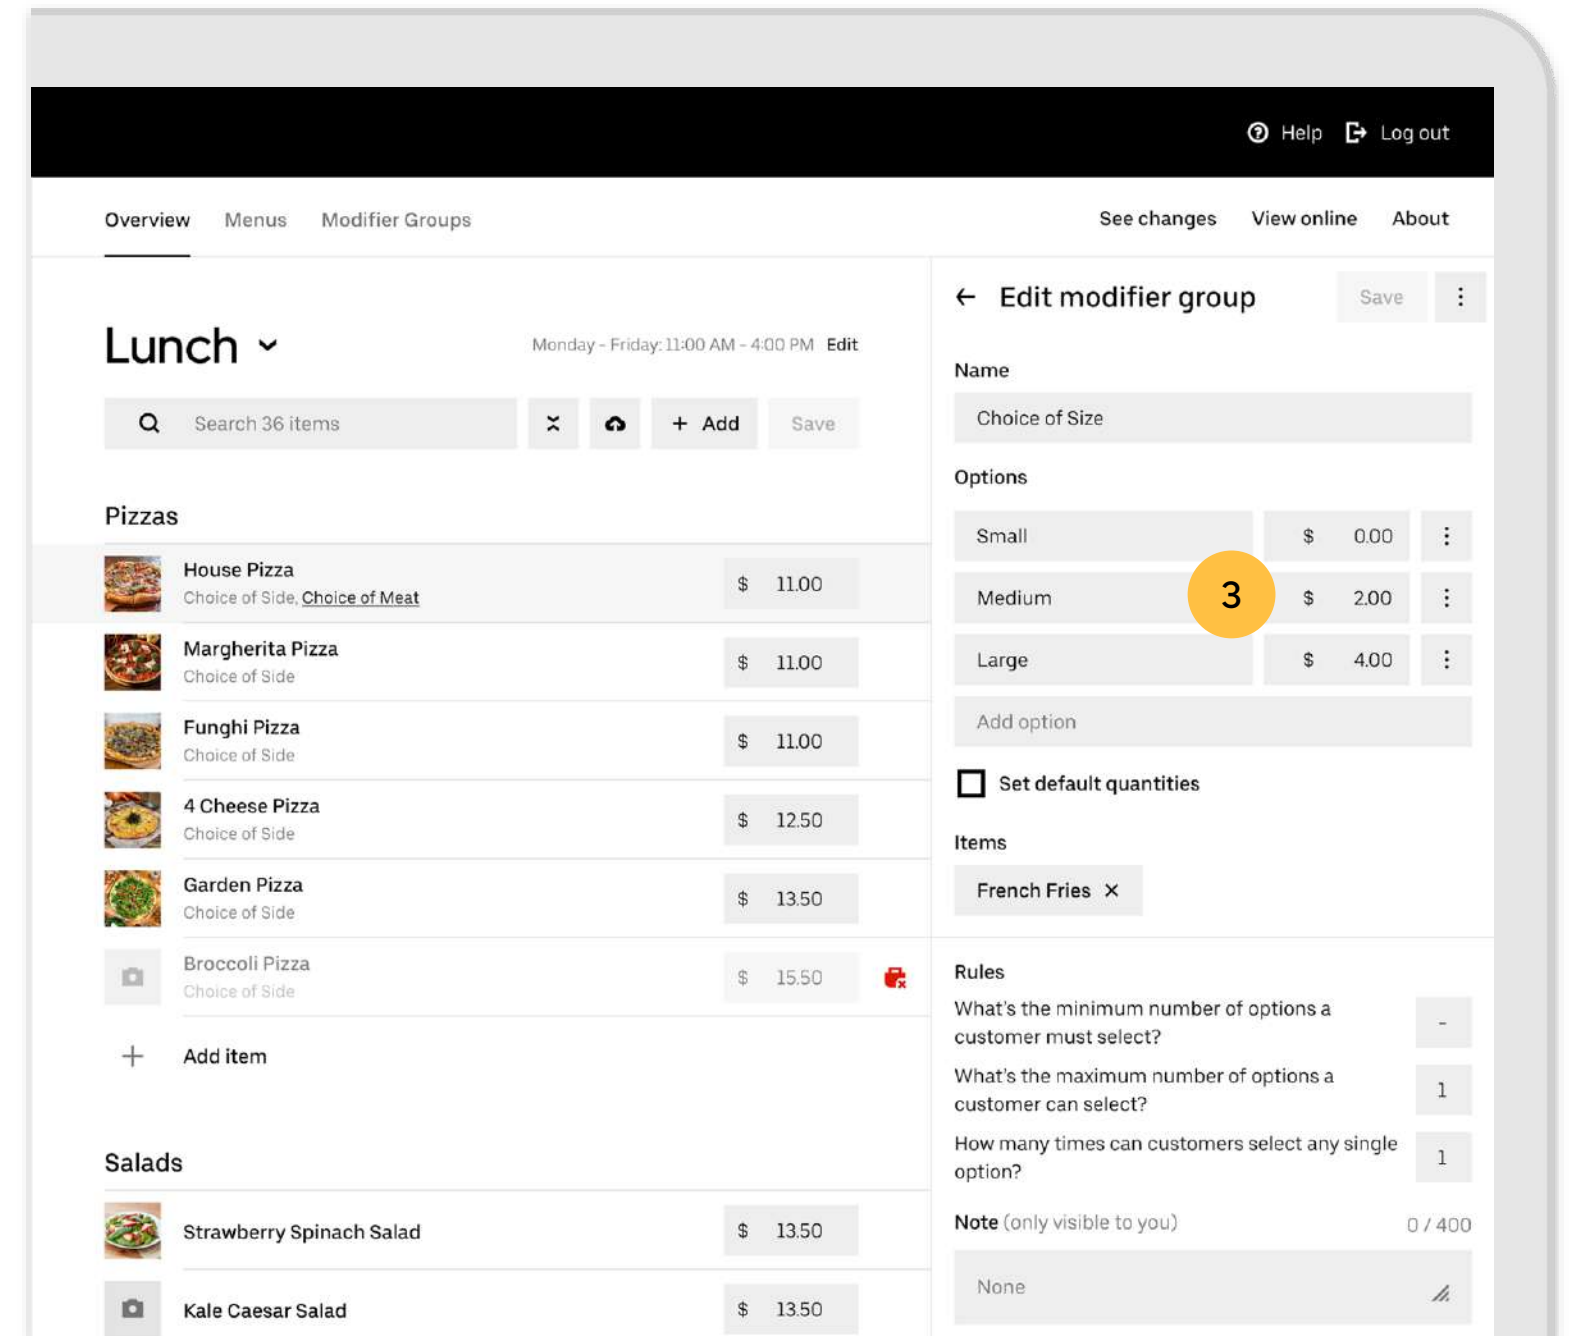 Help Log out
Overview Menus Modifier Groups See changes View online About
Lunch
Monday - Friday: 11:00 AM - 4:00 PM Edit
Search 36 items
+ Add Save
Pizzas
House Pizza
Choice of Side, Choice of Meat
$ 11.00
Margherita Pizza
Choice of Side
$ 11.00
Funghi Pizza
Choice of Side
$ 11.00
4 Cheese Pizza
Choice of Side
$ 12.50
Garden Pizza
Choice of Side
$ 13.50
Broccoli Pizza
Choice of Side
$ 15.50
+ Add item
Salads
Strawberry Spinach Salad
$ 13.50
Kale Caesar Salad
$ 13.50
← Edit modifier group Save
Name
Choice of Size
Options
Small $ 0.00
Medium 3 $ 2.00
Large $ 4.00
Add option
Set default quantities
Items
French Fries ×
Rules
What's the minimum number of options a
customer must select?
-
What's the maximum number of options a
customer can select?
1
How many times can customers select any single
option?
1
Note (only visible to you) 0 / 400
None